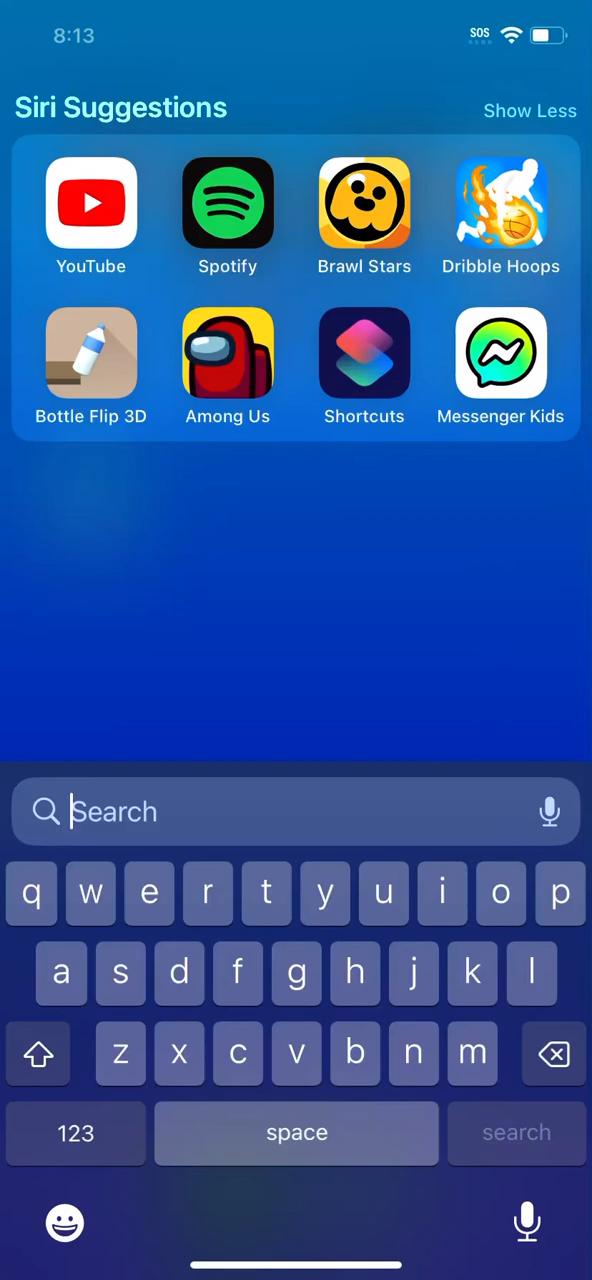 8:13 SOS
Siri Suggestions Show Less
YouTube Spotify Brawl Stars Dribble Hoops
Bottle Flip 3D Among Us Shortcuts Messenger Kids
Search
q w e r t y u i o p
a s d f g h j k l
z x c v b n m
123 space search